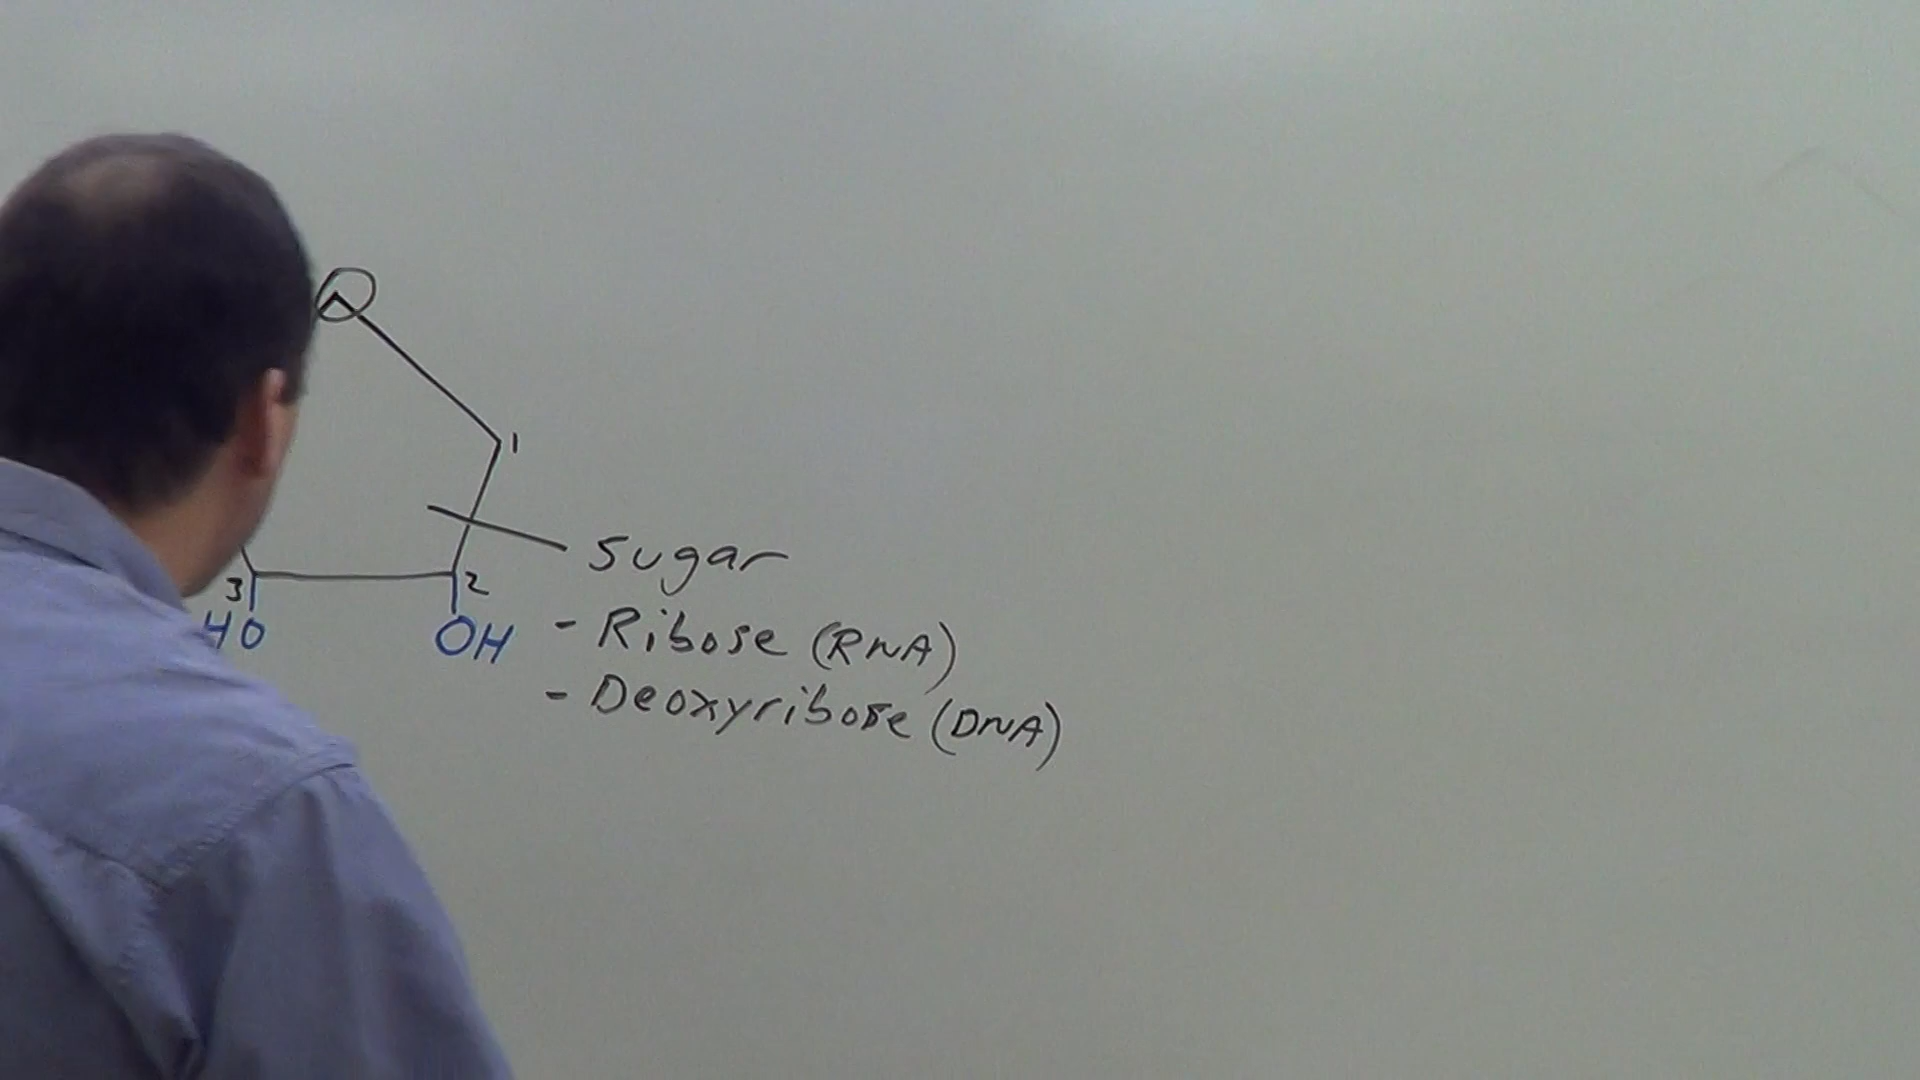 1
Sugar
3 2
HO OH
- Ribose (RNA)
- Deoxyribose (DNA)